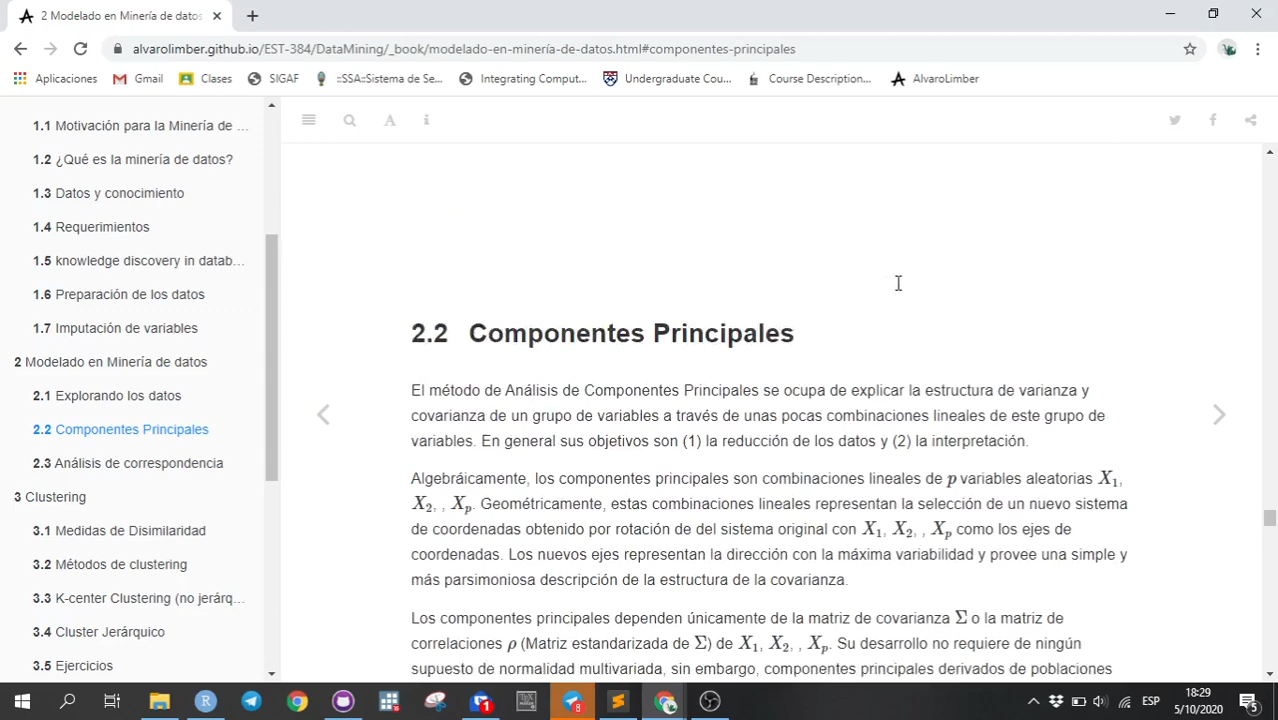 2 Modelado en Minería de datos
alvarolimber.github.io/EST-384/DataMining/_book/modelado-en-minería-de-datos.html#componentes-principales
Aplicaciones Gmail Clases SIGAF ::SSA::Sistema de Se... Integrating Comput... Undergraduate Cou... Course Description... AlvaroLimber
1.1 Motivación para la Minería de ...
1.2 ¿Qué es la minería de datos?
1.3 Datos y conocimiento
1.4 Requerimientos
1.5 knowledge discovery in datab...
1.6 Preparación de los datos
1.7 Imputación de variables
2 Modelado en Minería de datos
2.1 Explorando los datos
2.2 Componentes Principales
2.3 Análisis de correspondencia
3 Clustering
3.1 Medidas de Disimilaridad
3.2 Métodos de clustering
3.3 K-center Clustering (no jerárq...
3.4 Cluster Jerárquico
3.5 Ejercicios
2.2 Componentes Principales
El método de Análisis de Componentes Principales se ocupa de explicar la estructura de varianza y
covarianza de un grupo de variables a través de unas pocas combinaciones lineales de este grupo de
variables. En general sus objetivos son (1) la reducción de los datos y (2) la interpretación.
Algebráicamente, los componentes principales son combinaciones lineales de p variables aleatorias X₁,
X₂, , Xₚ. Geométricamente, estas combinaciones lineales representan la selección de un nuevo sistema
de coordenadas obtenido por rotación de del sistema original con X₁, X₂, , Xₚ como los ejes de
coordenadas. Los nuevos ejes representan la dirección con la máxima variabilidad y provee una simple y
más parsimoniosa descripción de la estructura de la covarianza.
Los componentes principales dependen únicamente de la matriz de covarianza Σ o la matriz de
correlaciones ρ (Matriz estandarizada de Σ) de X₁, X₂, , Xₚ. Su desarrollo no requiere de ningún
supuesto de normalidad multivariada, sin embargo, componentes principales derivados de poblaciones
ESP
18:29
5/10/2020